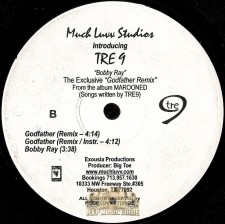 Much Luvv Studios
Introducing
TRE 9
"Bobby Ray"
The Exclusive "Godfather Remix"
From the album MAROONED
(Songs written by TRE9)
B
tre
9
Godfather (Remix – 4:14)
Godfather (Remix / Instr. – 4:12)
Bobby Ray (3:38)
Exousia Productions
Producer: Big Toe
www.muchluvv.com
Bookings 713.957.1638
10333 NW Freeway Ste.#305
Houston, TX. 77092
ALL